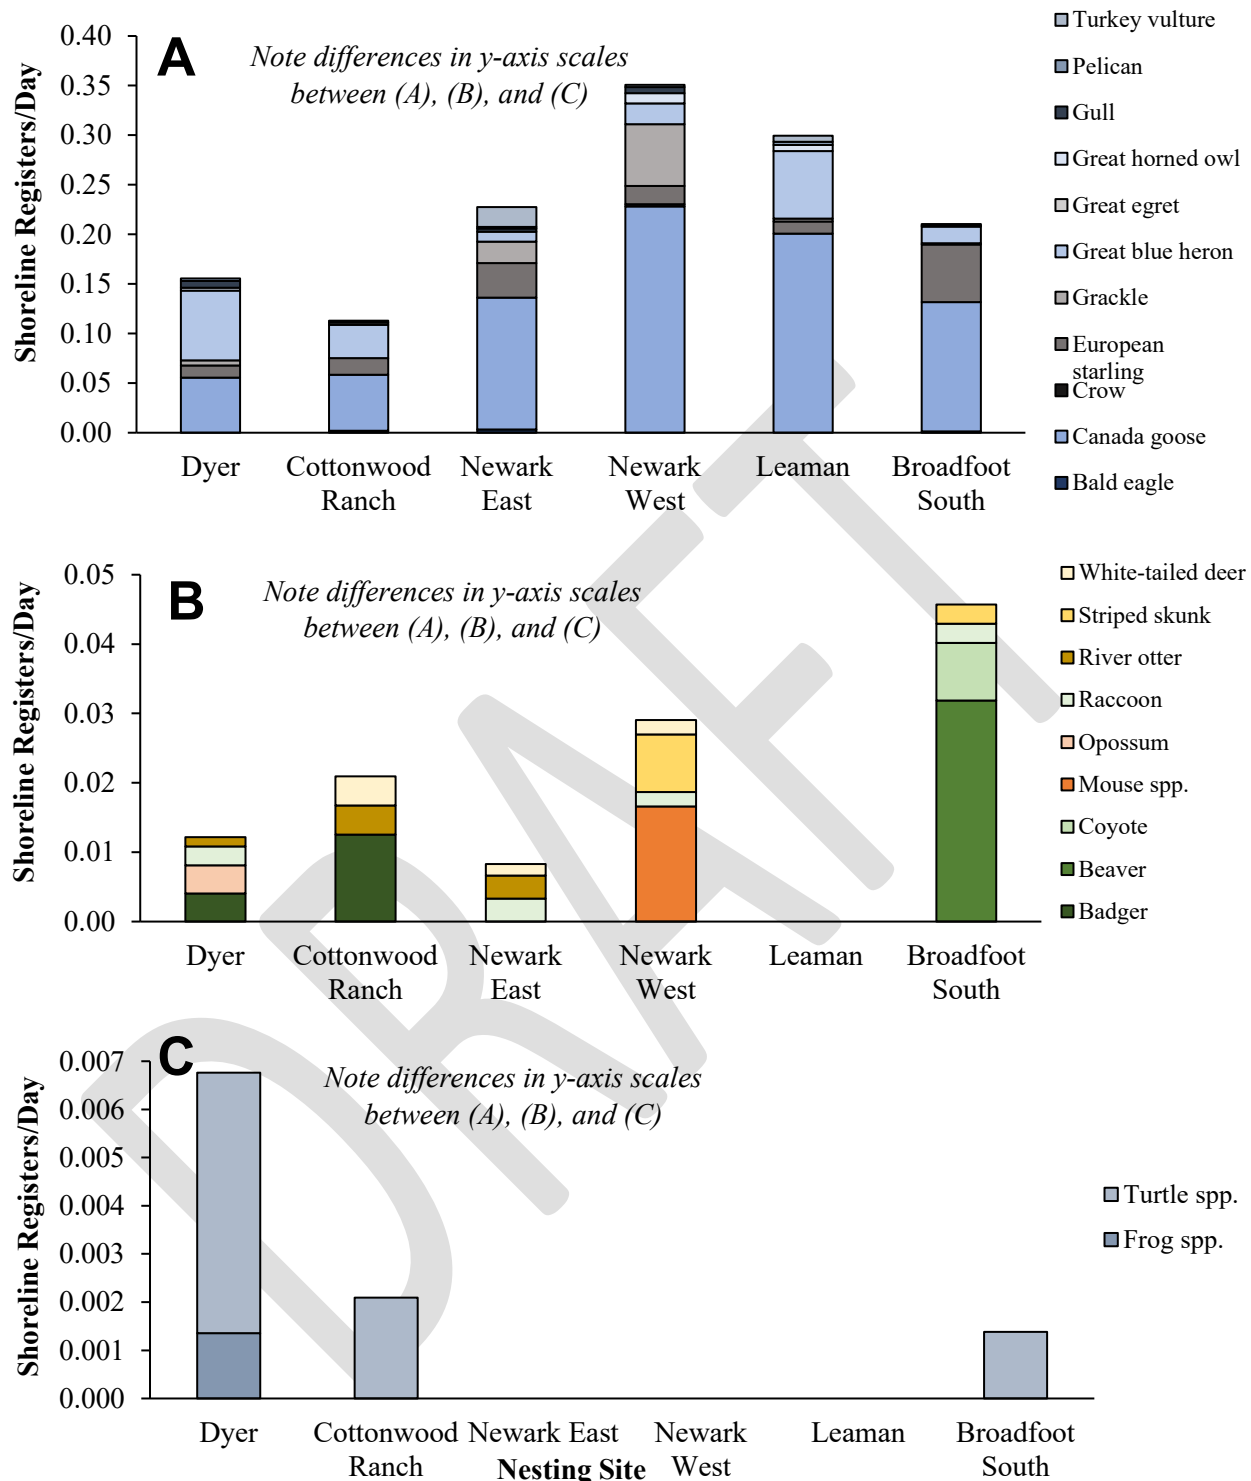 A
Note differences in y-axis scales
between (A), (B), and (C)
Shoreline Registers/Day
0.40
0.35
0.30
0.25
0.20
0.15
0.10
0.05
0.00
Dyer
Cottonwood
Ranch
Newark
East
Newark
West
Leaman
Broadfoot
South
Turkey vulture
Pelican
Gull
Great horned owl
Great egret
Great blue heron
Grackle
European
starling
Crow
Canada goose
Bald eagle
B
Note differences in y-axis scales
between (A), (B), and (C)
Shoreline Registers/Day
0.05
0.04
0.03
0.02
0.01
0.00
Dyer
Cottonwood
Ranch
Newark
East
Newark
West
Leaman
Broadfoot
South
White-tailed deer
Striped skunk
River otter
Raccoon
Opossum
Mouse spp.
Coyote
Beaver
Badger
C
Note differences in y-axis scales
between (A), (B), and (C)
Shoreline Registers/Day
0.007
0.006
0.005
0.004
0.003
0.002
0.001
0.000
Dyer
Cottonwood
Ranch
Newark East
Newark
West
Leaman
Broadfoot
South
Nesting Site
Turtle spp.
Frog spp.
DRAFT